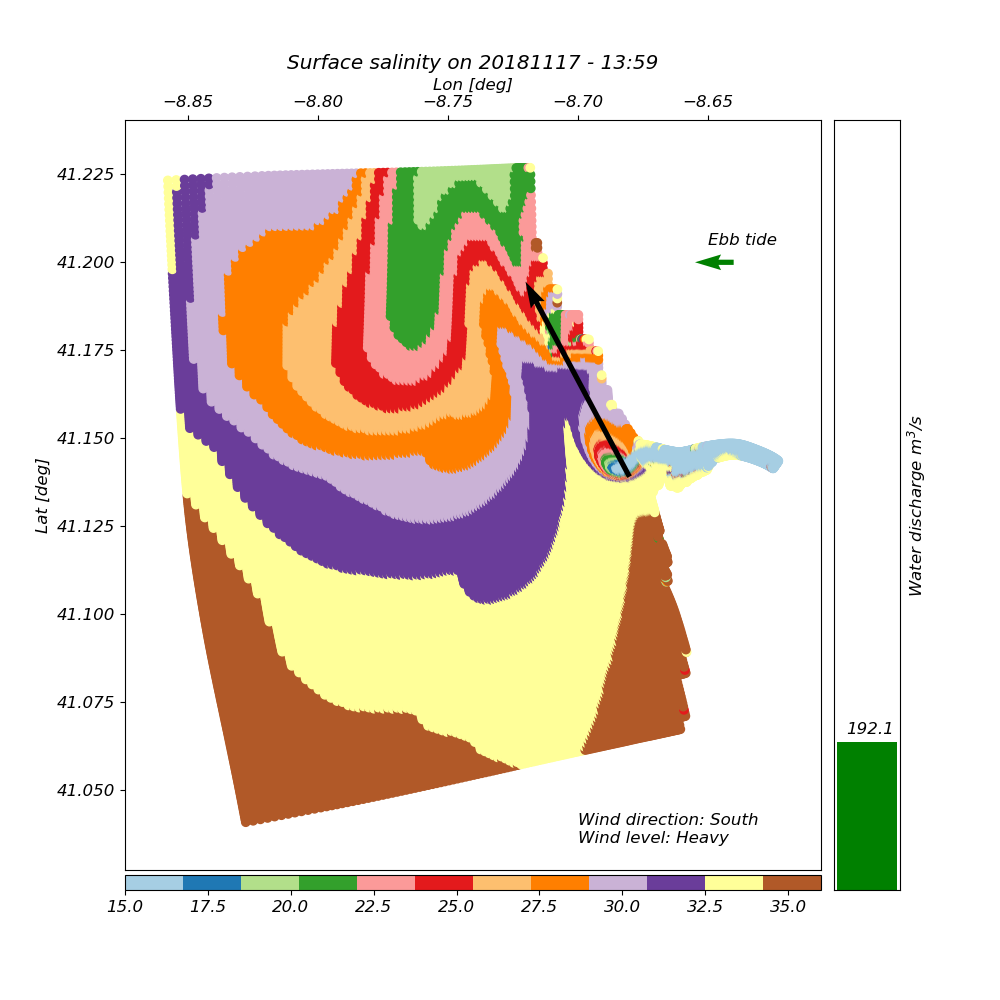 Surface salinity on 20181117 - 13:59
Lon [deg]
−8.85 −8.80 −8.75 −8.70 −8.65
41.225
Ebb tide
41.200
41.175
41.150
Lat [deg]
41.125
41.100
41.075
41.050
Water discharge m³/s
192.1
Wind direction: South
Wind level: Heavy
15.0 17.5 20.0 22.5 25.0 27.5 30.0 32.5 35.0